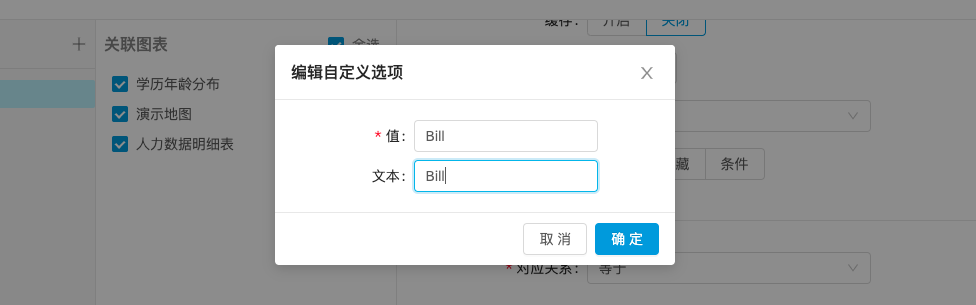 缓存： 开启 关闭
关联图表 全选
编辑自定义选项
学历年龄分布
演示地图
人力数据明细表
* 值： Bill
文本： Bill
藏 条件
取 消 确 定
* 对应关系： 等于